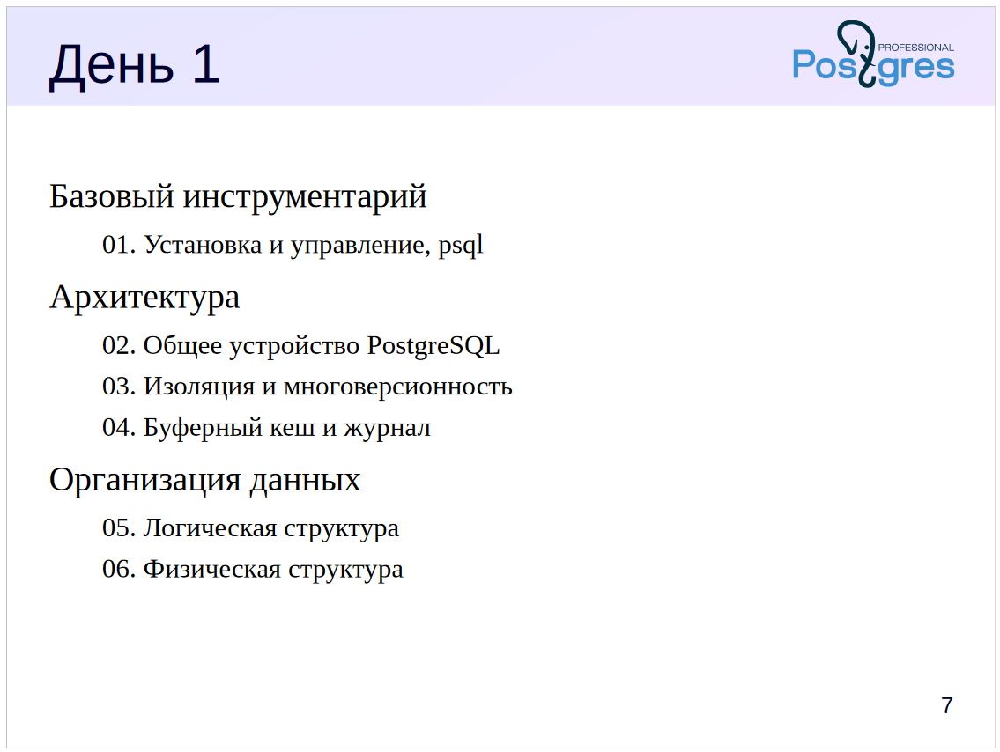 День 1
PROFESSIONAL
Postgres
Базовый инструментарий
01. Установка и управление, psql
Архитектура
02. Общее устройство PostgreSQL
03. Изоляция и многоверсионность
04. Буферный кеш и журнал
Организация данных
05. Логическая структура
06. Физическая структура
7